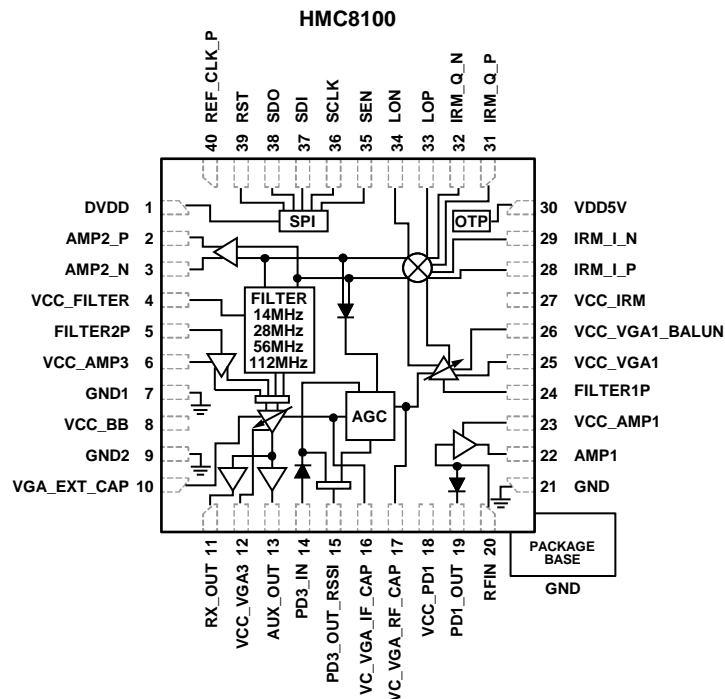 HMC8100
40 REF_CLK_P
39 RST
38 SDO
37 SDI
36 SCLK
35 SEN
34 LON
33 LOP
32 IRM_Q_N
31 IRM_Q_P
DVDD 1
AMP2_P 2
AMP2_N 3
VCC_FILTER 4
FILTER2P 5
VCC_AMP3 6
GND1 7
VCC_BB 8
GND2 9
VGA_EXT_CAP 10
SPI
OTP
FILTER
14MHz
28MHz
56MHz
112MHz
AGC
30 VDD5V
29 IRM_I_N
28 IRM_I_P
27 VCC_IRM
26 VCC_VGA1_BALUN
25 VCC_VGA1
24 FILTER1P
23 VCC_AMP1
22 AMP1
21 GND
RX_OUT 11
VCC_VGA3 12
AUX_OUT 13
PD3_IN 14
PD3_OUT_RSSI 15
VC_VGA_IF_CAP 16
VC_VGA_RF_CAP 17
VCC_PD1 18
PD1_OUT 19
RFIN 20
PACKAGE
BASE
GND